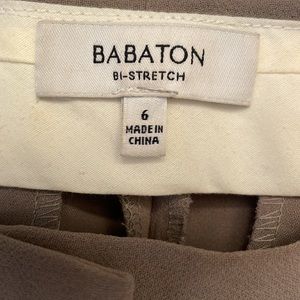 BABATON
BI-STRETCH
6
MADE IN
CHINA